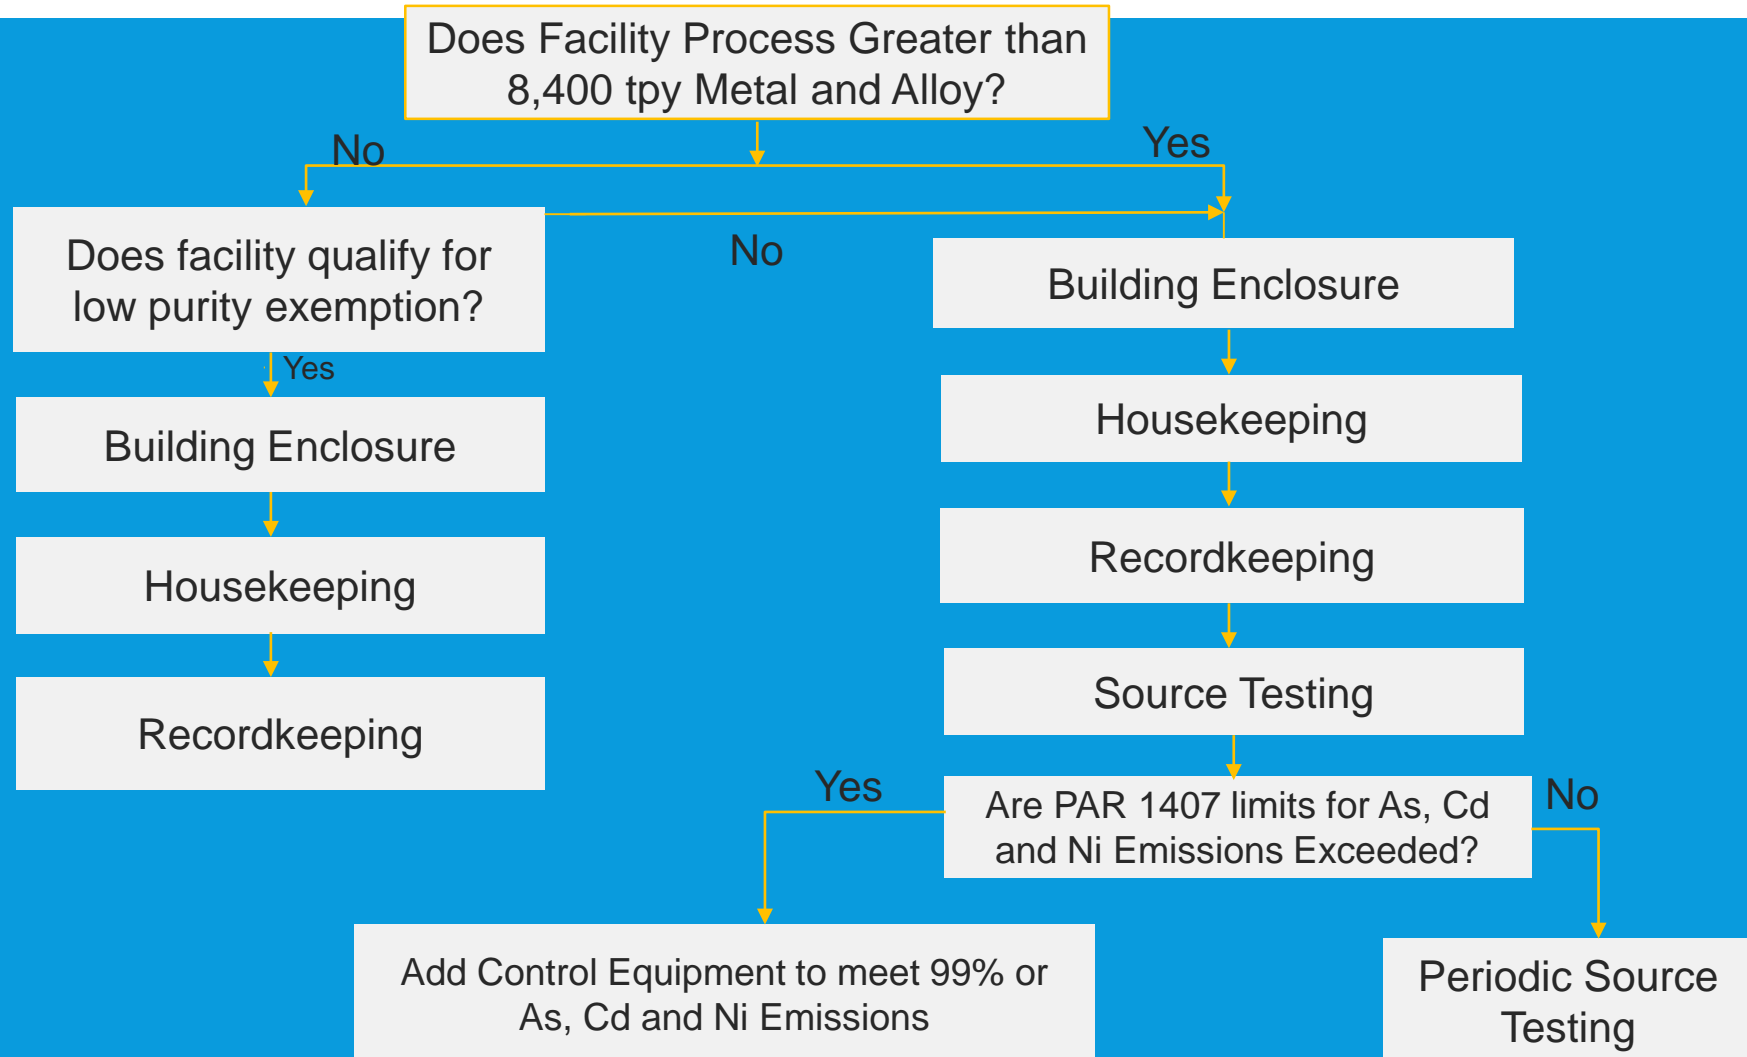 Does Facility Process Greater than
8,400 tpy Metal and Alloy?
No
Yes
Does facility qualify for
low purity exemption?
No
Building Enclosure
Yes
Building Enclosure
Housekeeping
Housekeeping
Recordkeeping
Recordkeeping
Source Testing
Yes
Are PAR 1407 limits for As, Cd
and Ni Emissions Exceeded?
No
Add Control Equipment to meet 99% or
As, Cd and Ni Emissions
Periodic Source
Testing